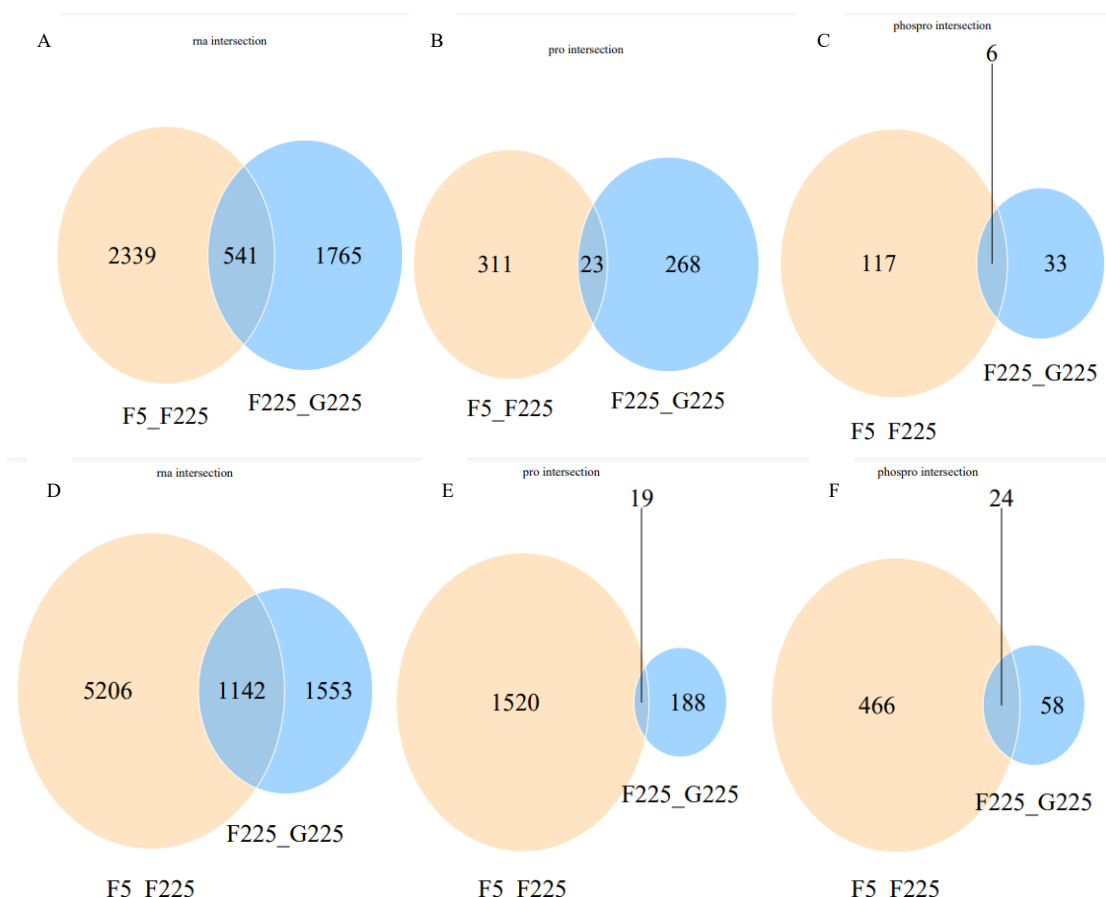 A
rna intersection
2339
541
1765
F5_F225
F225_G225
B
pro intersection
311
23
268
F5_F225
F225_G225
C
phospro intersection
6
117
33
F225_G225
F5_F225
D
rna intersection
5206
1142
1553
F225_G225
F5_F225
E
pro intersection
19
1520
188
F225_G225
F5_F225
F
phospro intersection
24
466
58
F225_G225
F5_F225